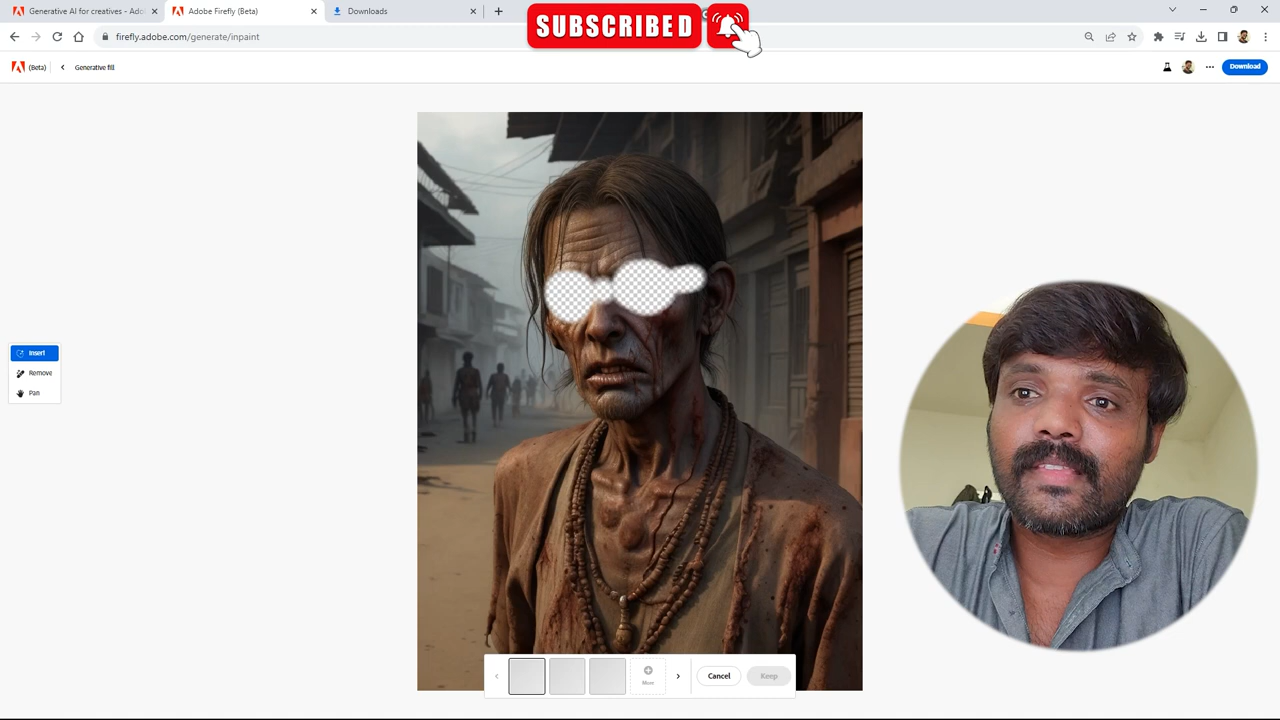 Generative AI for creatives - Ado
Adobe Firefly (Beta)
Downloads
SUBSCRIBED
firefly.adobe.com/generate/inpaint
(Beta)
Generative fill
Download
Insert
Remove
Pan
More
Cancel
Keep